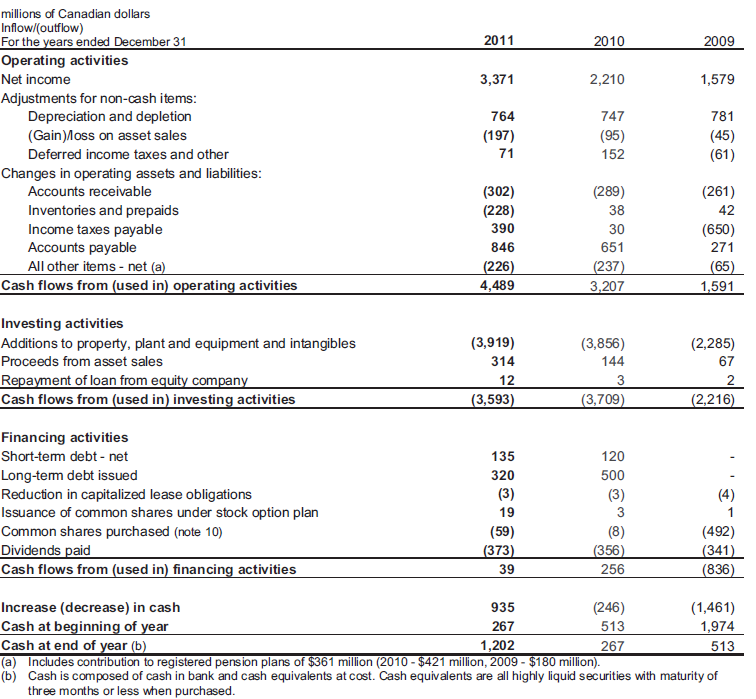 millions of Canadian dollars
Inflow/(outflow)
For the years ended December 31 2011 2010 2009
Operating activities
Net income 3,371 2,210 1,579
Adjustments for non-cash items:
Depreciation and depletion 764 747 781
(Gain)/loss on asset sales (197) (95) (45)
Deferred income taxes and other 71 152 (61)
Changes in operating assets and liabilities:
Accounts receivable (302) (289) (261)
Inventories and prepaids (228) 38 42
Income taxes payable 390 30 (650)
Accounts payable 846 651 271
All other items - net (a) (226) (237) (65)
Cash flows from (used in) operating activities 4,489 3,207 1,591
Investing activities
Additions to property, plant and equipment and intangibles (3,919) (3,856) (2,285)
Proceeds from asset sales 314 144 67
Repayment of loan from equity company 12 3 2
Cash flows from (used in) investing activities (3,593) (3,709) (2,216)
Financing activities
Short-term debt - net 135 120 -
Long-term debt issued 320 500 -
Reduction in capitalized lease obligations (3) (3) (4)
Issuance of common shares under stock option plan 19 3 1
Common shares purchased (note 10) (59) (8) (492)
Dividends paid (373) (356) (341)
Cash flows from (used in) financing activities 39 256 (836)
Increase (decrease) in cash 935 (246) (1,461)
Cash at beginning of year 267 513 1,974
Cash at end of year (b) 1,202 267 513
(a) Includes contribution to registered pension plans of $361 million (2010 - $421 million, 2009 - $180 million).
(b) Cash is composed of cash in bank and cash equivalents at cost. Cash equivalents are all highly liquid securities with maturity of
three months or less when purchased.